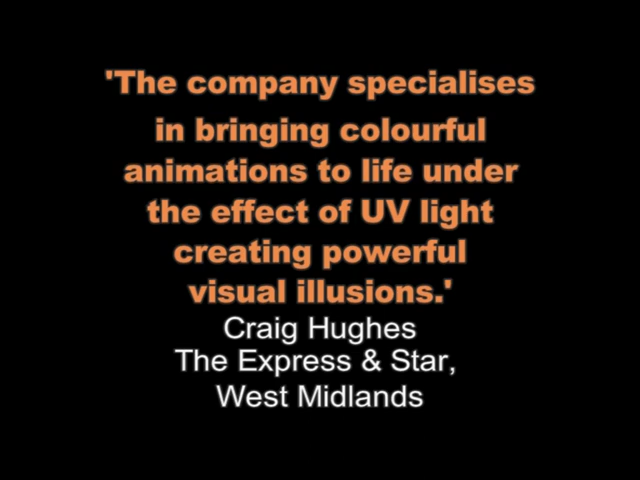 'The company specialises
in bringing colourful
animations to life under
the effect of UV light
creating powerful
visual illusions.'
Craig Hughes
The Express & Star,
West Midlands